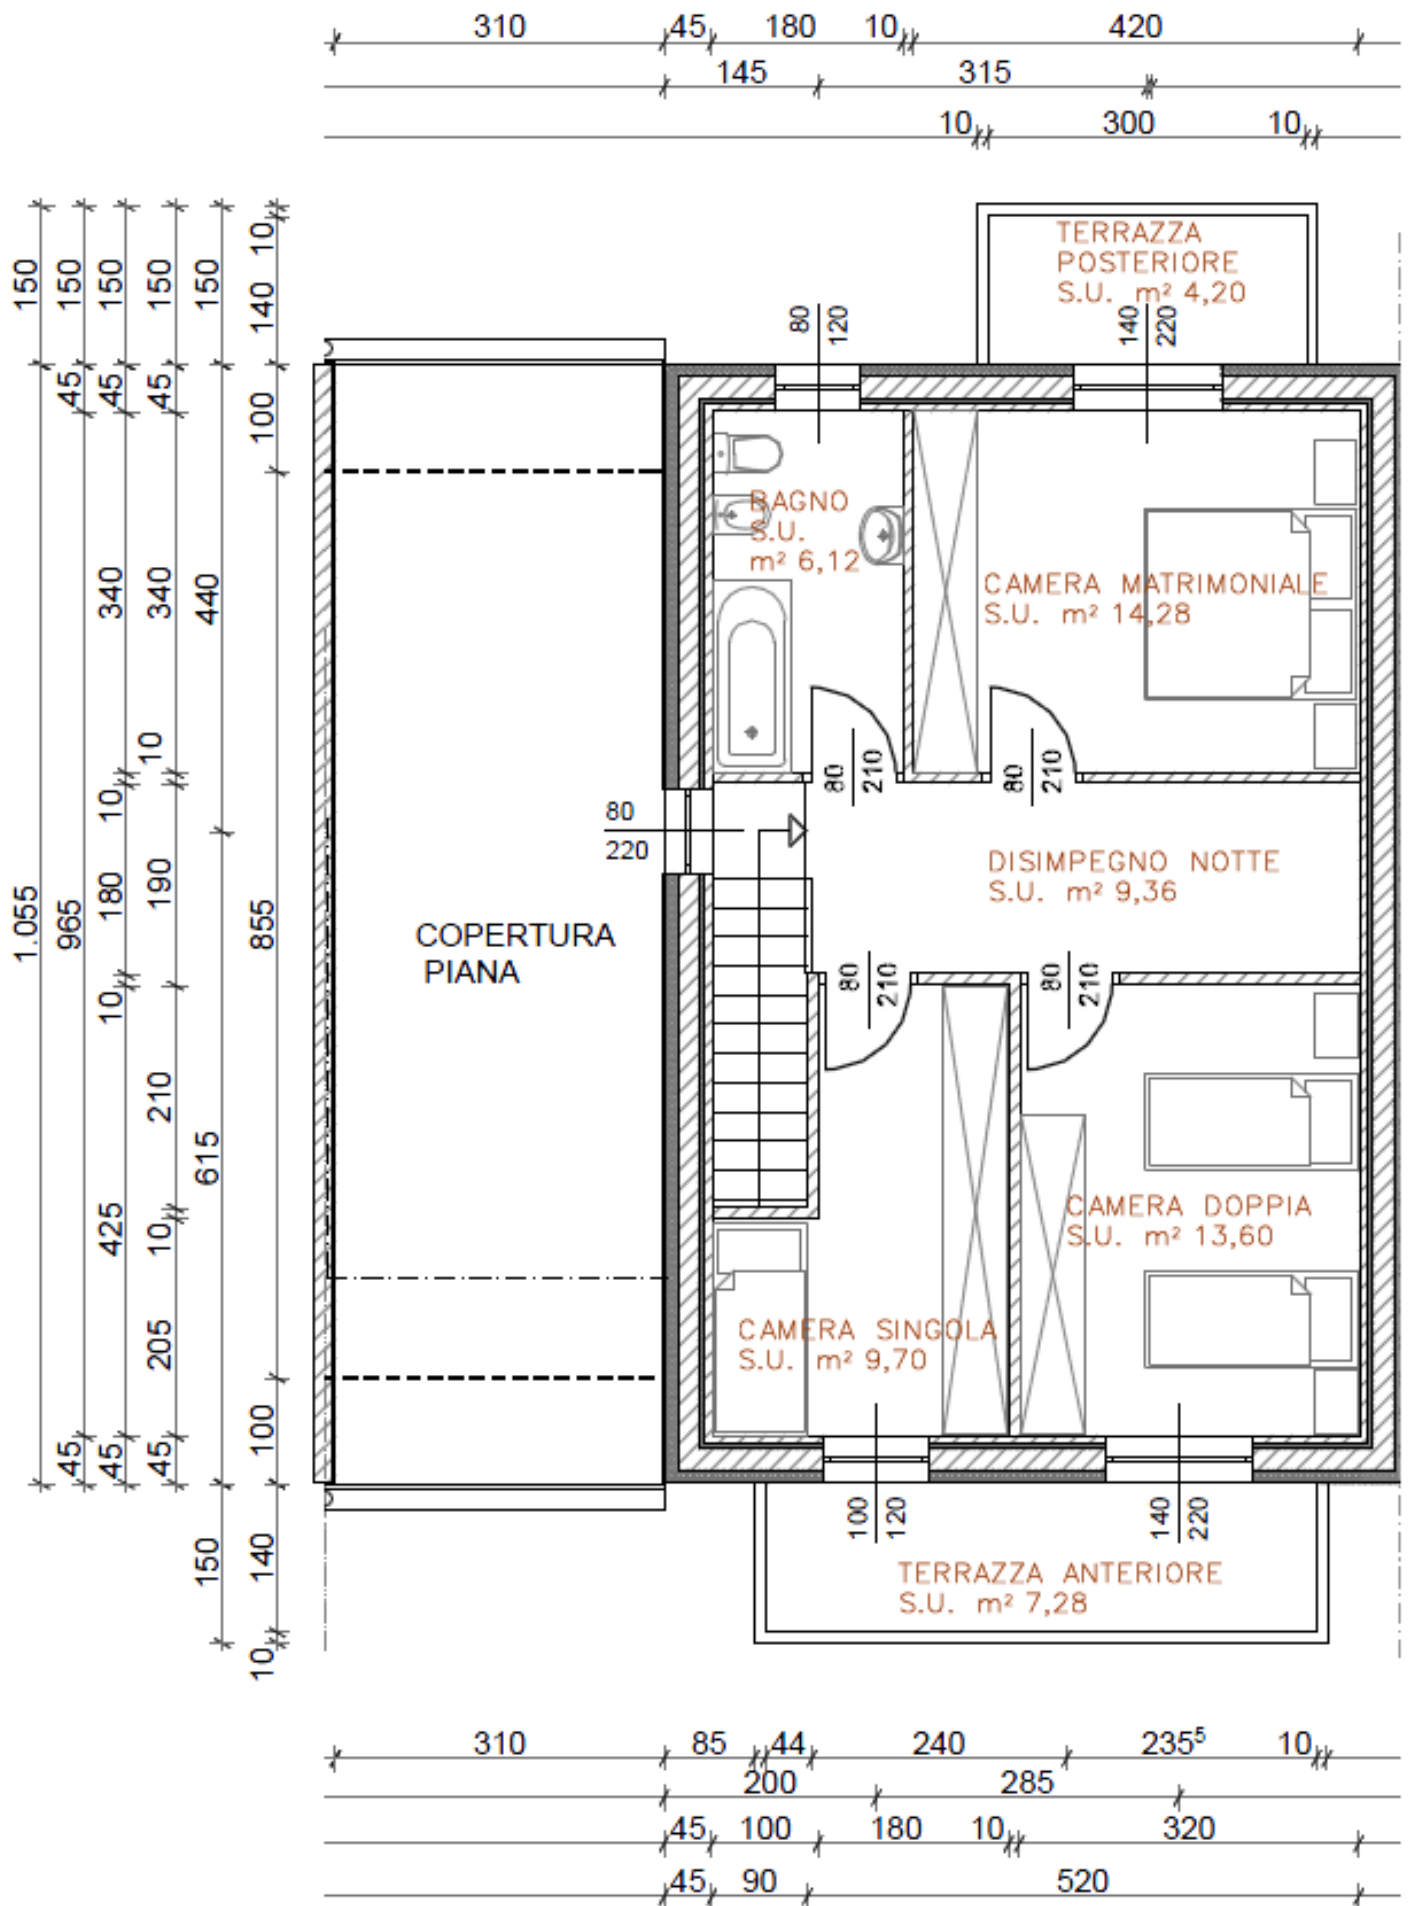 310 45 180 10 420
145 315
10 300 10
150 150 150 150 150 10
140
TERRAZZA
POSTERIORE
S.U. m² 4,20
80 120
140 220
45 45 45 100
BAGNO
S.U.
m² 6,12
340 340 440
CAMERA MATRIMONIALE
S.U. m² 14,28
10
80 210
80 210
10
80
220
DISIMPEGNO NOTTE
S.U. m² 9,36
1.055 965 180 190 855
COPERTURA
PIANA
80 210
80 210
10
210
615
CAMERA DOPPIA
S.U. m² 13,60
425 10
CAMERA SINGOLA
S.U. m² 9,70
205
100
45 45 45
100 120
140 220
150 140
TERRAZZA ANTERIORE
S.U. m² 7,28
10
310 85 44 240 235⁵ 10
200 285
45 100 180 10 320
45 90 520